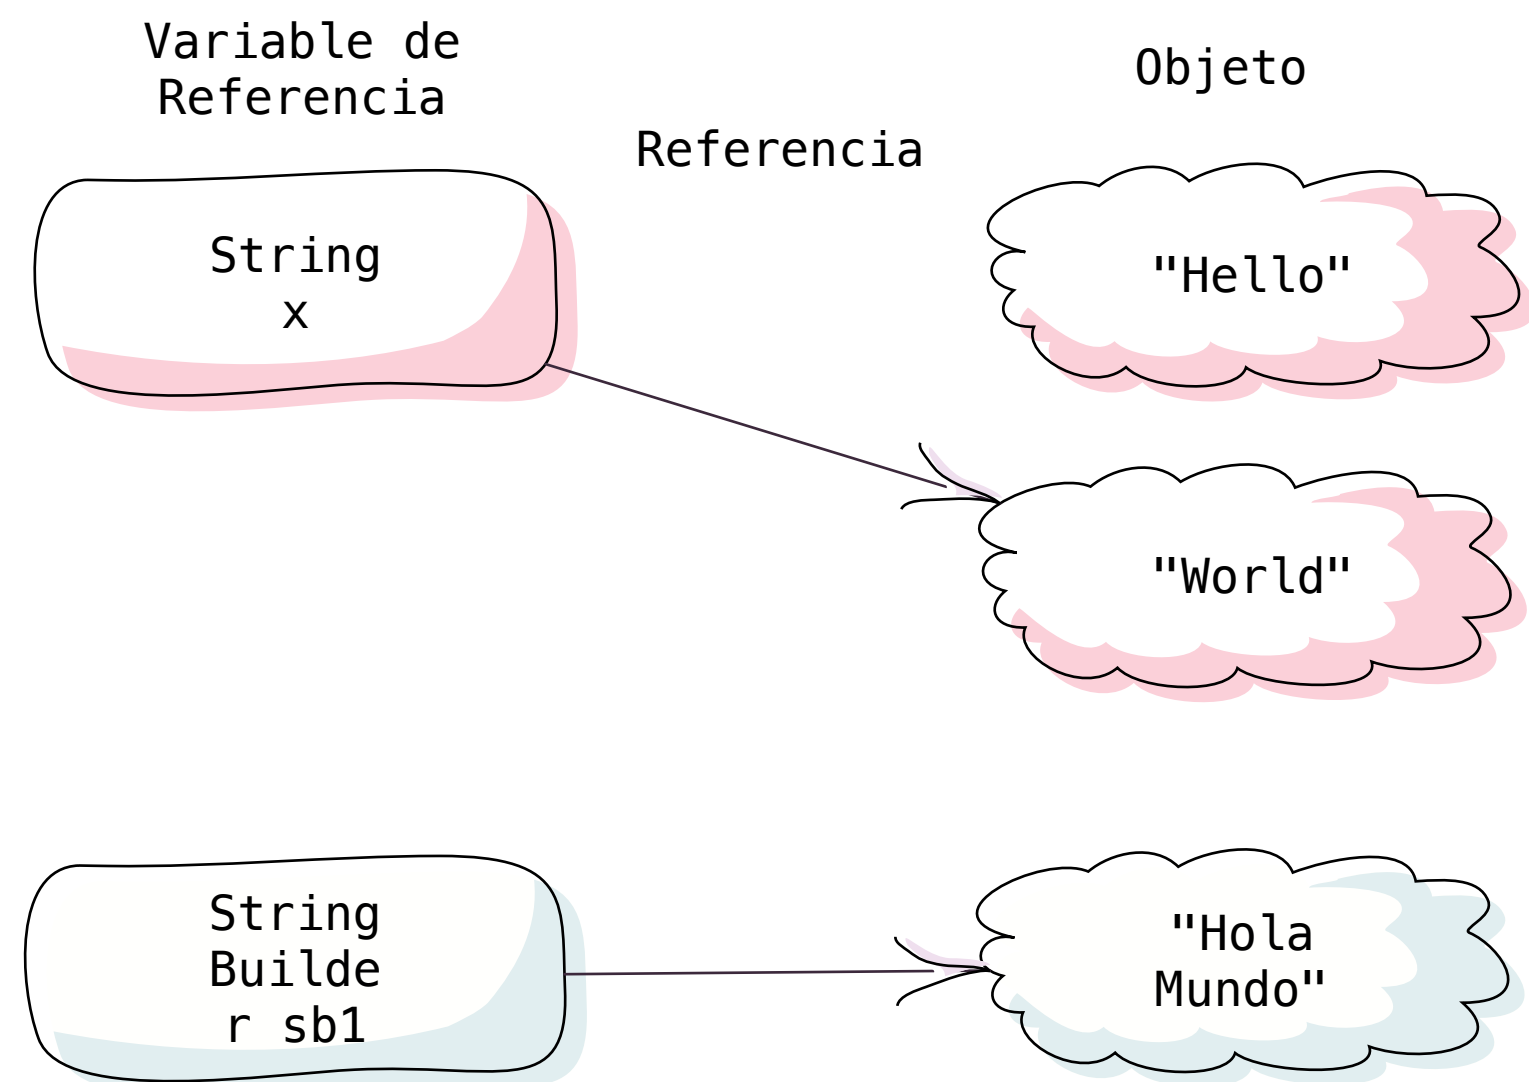 Variable de
Referencia
Referencia
Objeto
String
x
"Hello"
"World"
String
Builde
r sb1
"Hola
Mundo"